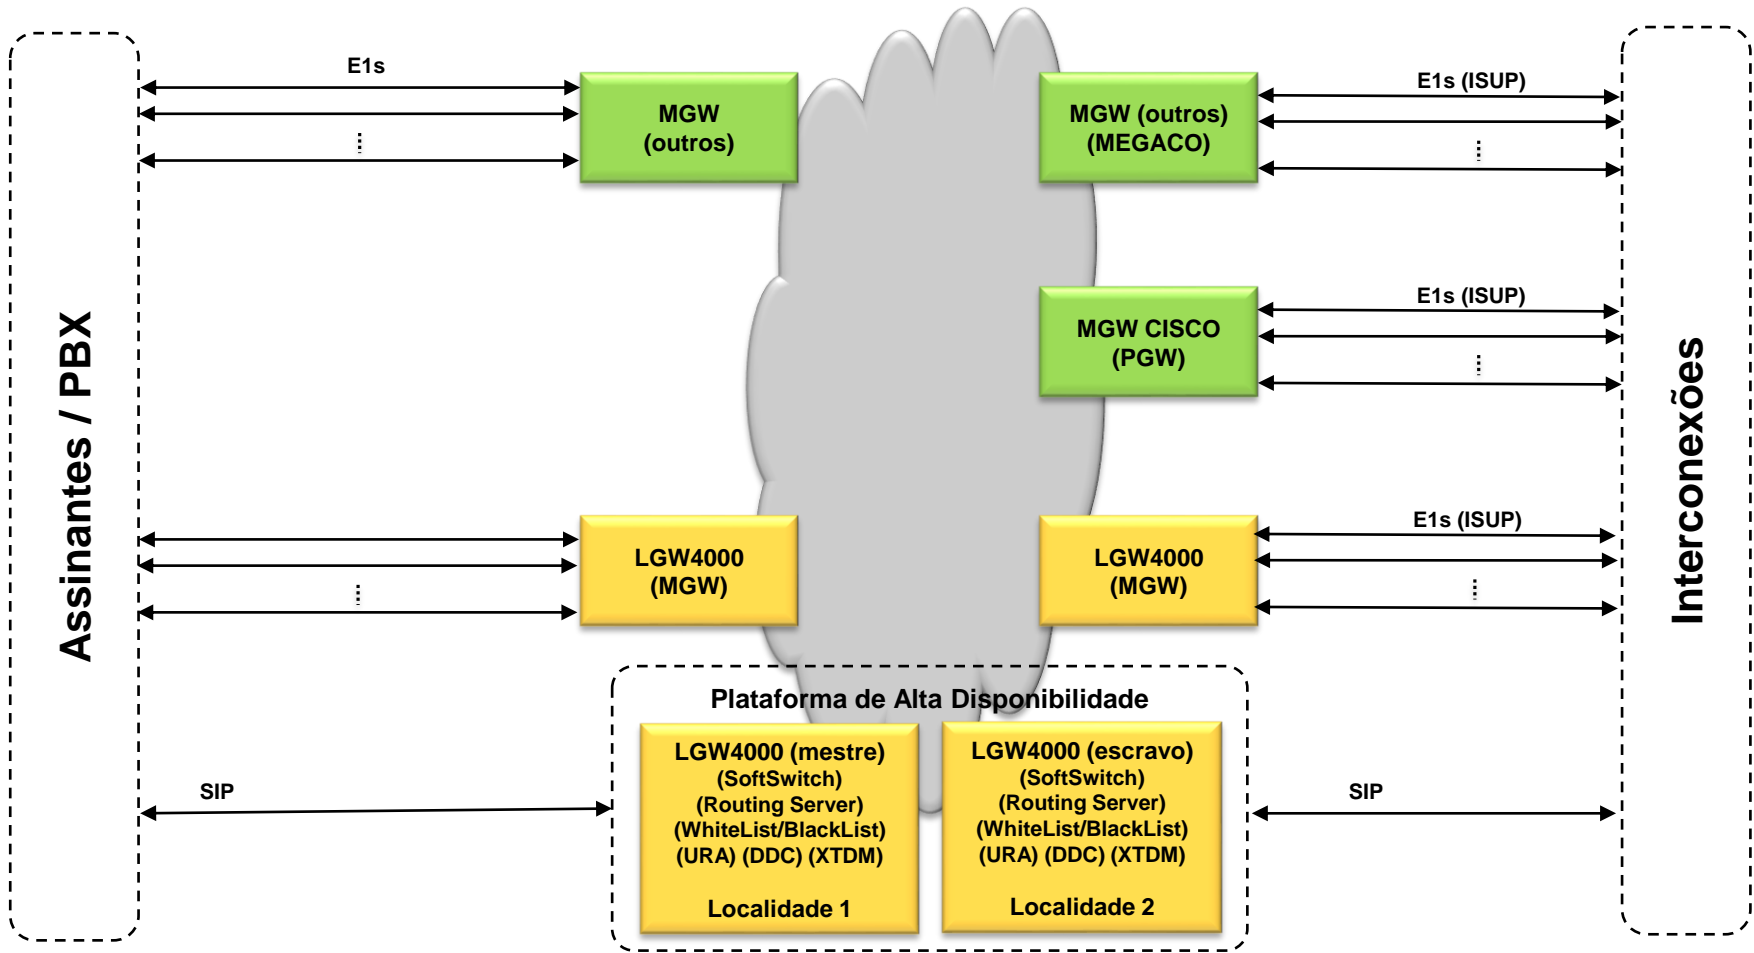 Assinantes / PBX
E1s
MGW
(outros)
MGW (outros)
(MEGACO)
E1s (ISUP)
MGW CISCO
(PGW)
E1s (ISUP)
Interconexões
LGW4000
(MGW)
LGW4000
(MGW)
E1s (ISUP)
Plataforma de Alta Disponibilidade
SIP
LGW4000 (mestre)
(SoftSwitch)
(Routing Server)
(WhiteList/BlackList)
(URA) (DDC) (XTDM)
Localidade 1
LGW4000 (escravo)
(SoftSwitch)
(Routing Server)
(WhiteList/BlackList)
(URA) (DDC) (XTDM)
Localidade 2
SIP